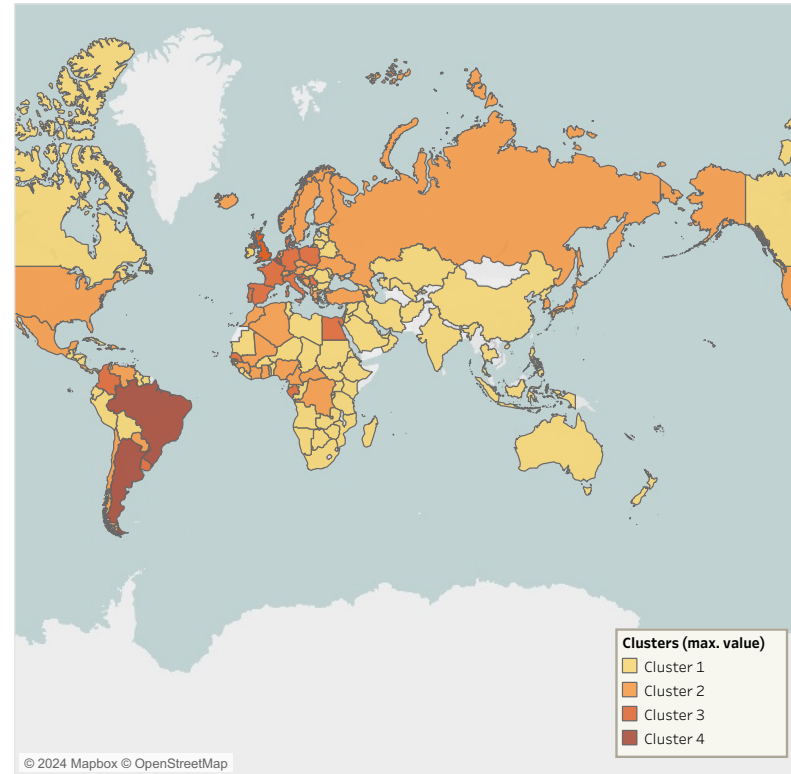 Clusters (max. value)
Cluster 1
Cluster 2
Cluster 3
Cluster 4
© 2024 Mapbox © OpenStreetMap